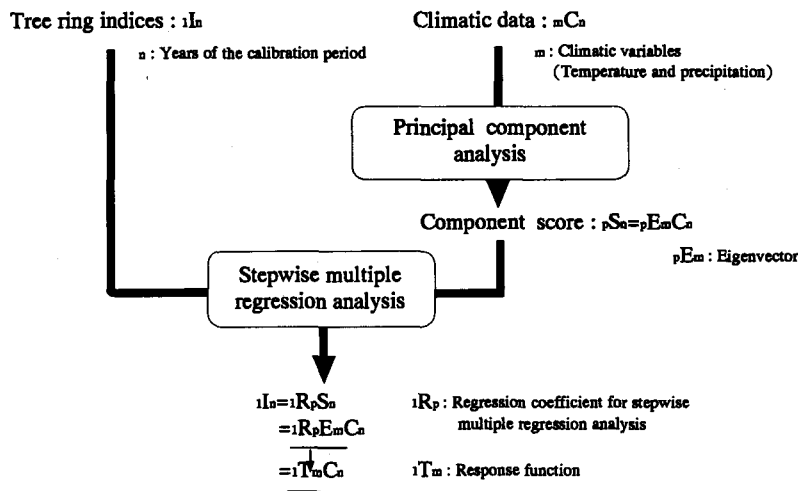 Tree ring indices : 1In
Climatic data : mCn
n : Years of the calibration period
m : Climatic variables
(Temperature and precipitation)
Principal component
analysis
Component score : pSn=pEmCn
pEm : Eigenvector
Stepwise multiple
regression analysis
1In=1RpSn
=1RpEmCn
=1TmCn
1Rp : Regression coefficient for stepwise
multiple regression analysis
1Tm : Response function